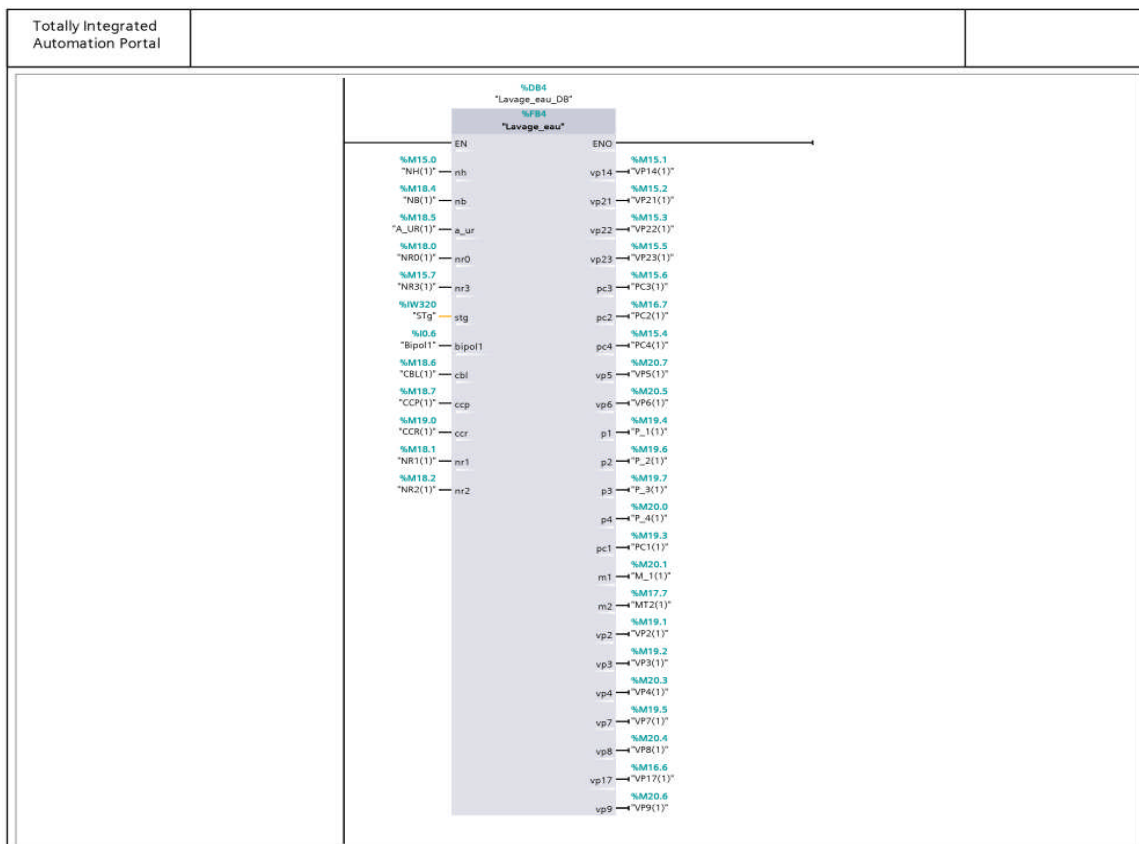 Totally Integrated
Automation Portal
%DB4
"Lavage_eau_DB"
%FB4
"Lavage_eau"
EN ENO
%M15.0 %M15.1
"NH(1)" nh vp14 "VP14(1)"
%M18.4 %M15.2
"NB(1)" nb vp21 "VP21(1)"
%M18.5 %M15.3
"A_UR(1)" a_ur vp22 "VP22(1)"
%M18.0 %M15.5
"NR0(1)" nr0 vp23 "VP23(1)"
%M15.7 %M15.6
"NR3(1)" nr3 pc3 "PC3(1)"
%IW320 %M16.7
"STg" stg pc2 "PC2(1)"
%I0.6 %M15.4
"Bipol1" bipol1 pc4 "PC4(1)"
%M18.6 %M20.7
"CBL(1)" cbl vp5 "VP5(1)"
%M18.7 %M20.5
"CCP(1)" ccp vp6 "VP6(1)"
%M19.0 %M19.4
"CCR(1)" ccr p1 "P_1(1)"
%M18.1 %M19.6
"NR1(1)" nr1 p2 "P_2(1)"
%M18.2 %M19.7
"NR2(1)" nr2 p3 "P_3(1)"
%M20.0
p4 "P_4(1)"
%M19.3
pc1 "PC1(1)"
%M20.1
m1 "M_1(1)"
%M17.7
m2 "MT2(1)"
%M19.1
vp2 "VP2(1)"
%M19.2
vp3 "VP3(1)"
%M20.3
vp4 "VP4(1)"
%M19.5
vp7 "VP7(1)"
%M20.4
vp8 "VP8(1)"
%M16.6
vp17 "VP17(1)"
%M20.6
vp9 "VP9(1)"